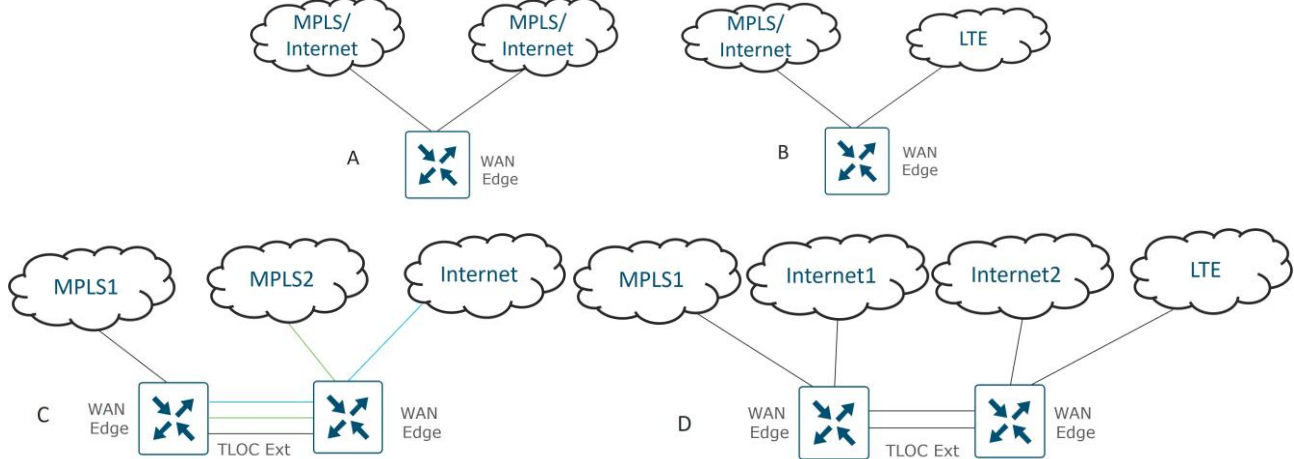 MPLS/
Internet
MPLS/
Internet
A
WAN
Edge
MPLS/
Internet
LTE
B
WAN
Edge
MPLS1
MPLS2
Internet
C
WAN
Edge
TLOC Ext
WAN
Edge
MPLS1
Internet1
Internet2
LTE
D
WAN
Edge
TLOC Ext
WAN
Edge